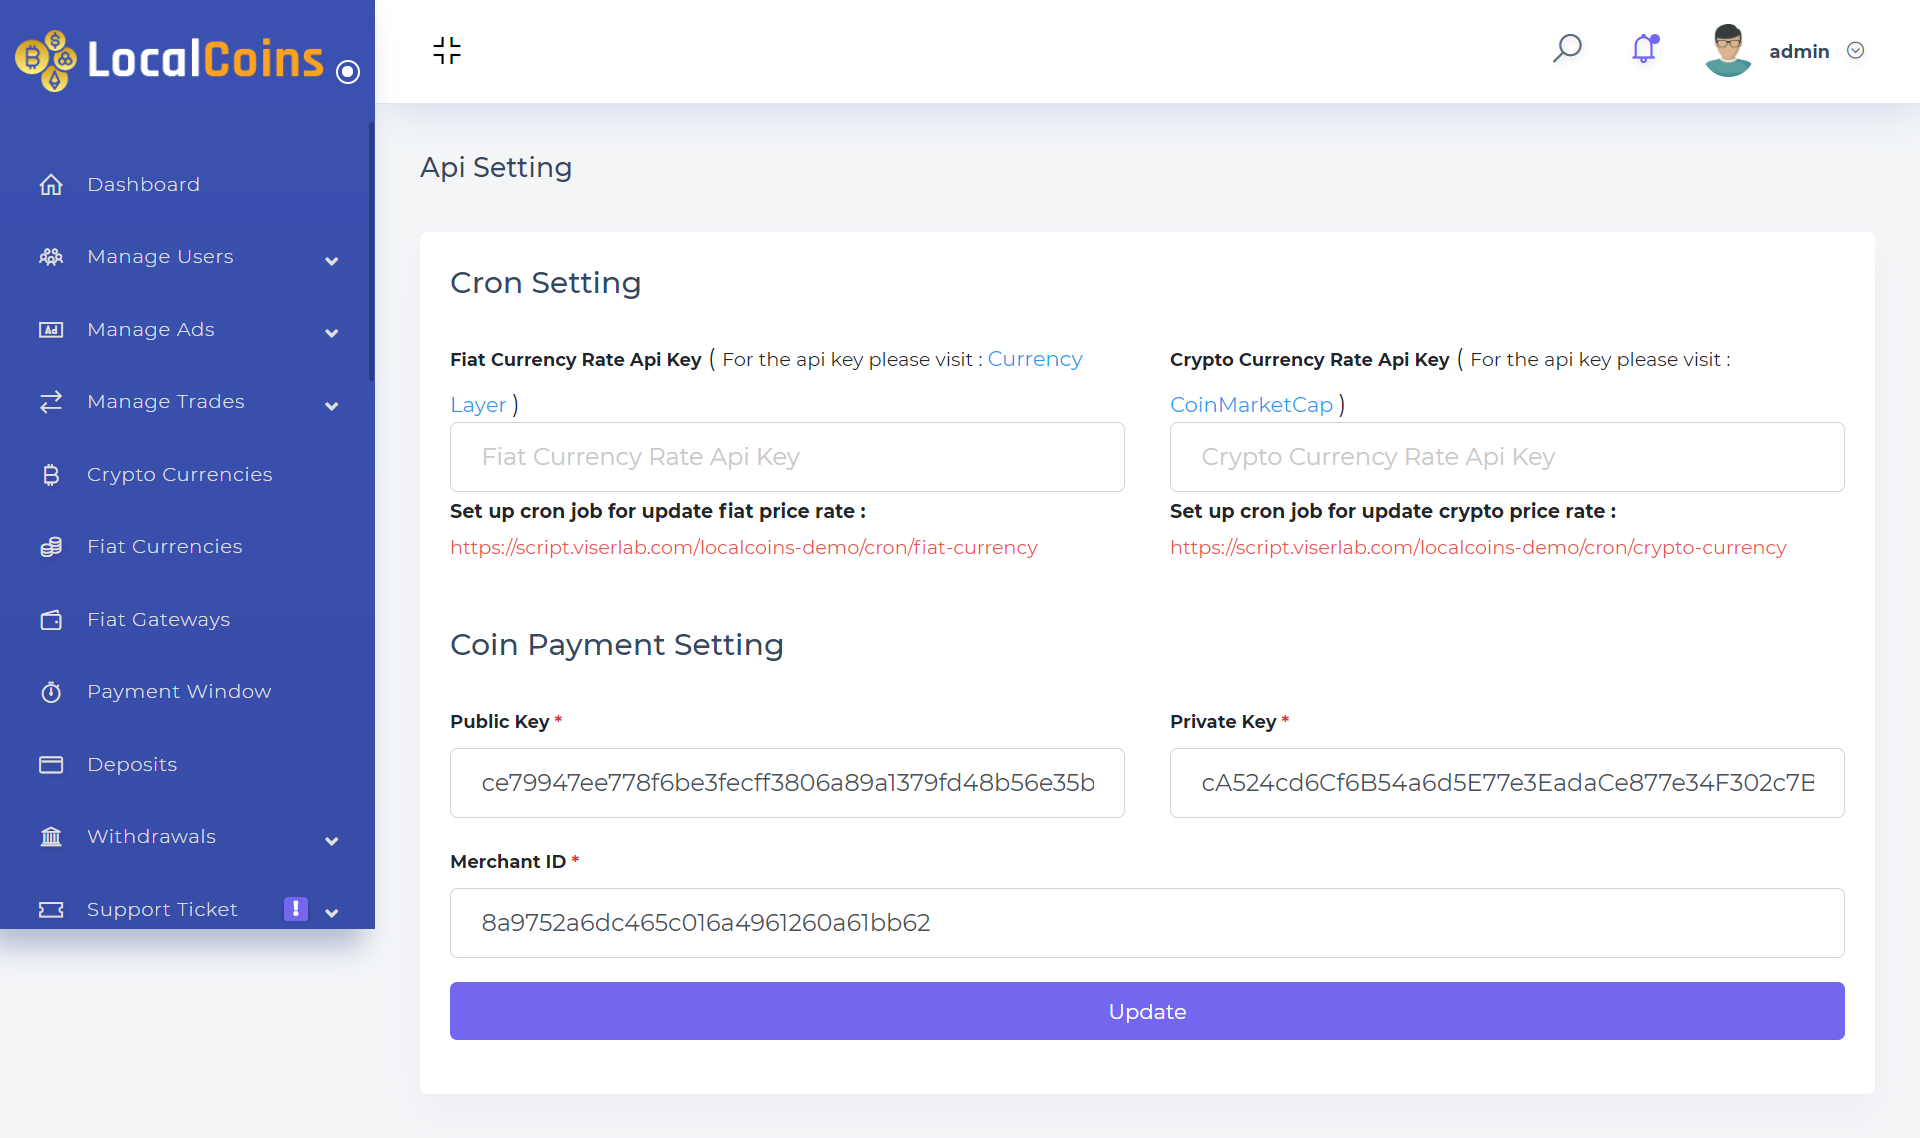 LocalCoins
admin
Dashboard
Manage Users
Manage Ads
Manage Trades
Crypto Currencies
Fiat Currencies
Fiat Gateways
Payment Window
Deposits
Withdrawals
Support Ticket !
Api Setting
Cron Setting
Fiat Currency Rate Api Key ( For the api key please visit : Currency
Layer )
Fiat Currency Rate Api Key
Set up cron job for update fiat price rate :
https://script.viserlab.com/localcoins-demo/cron/fiat-currency
Crypto Currency Rate Api Key ( For the api key please visit :
CoinMarketCap )
Crypto Currency Rate Api Key
Set up cron job for update crypto price rate :
https://script.viserlab.com/localcoins-demo/cron/crypto-currency
Coin Payment Setting
Public Key *
ce79947ee778f6be3fecff3806a89a1379fd48b56e35b
Private Key *
cA524cd6Cf6B54a6d5E77e3EadaCe877e34F302c7B
Merchant ID *
8a9752a6dc465c016a4961260a61bb62
Update